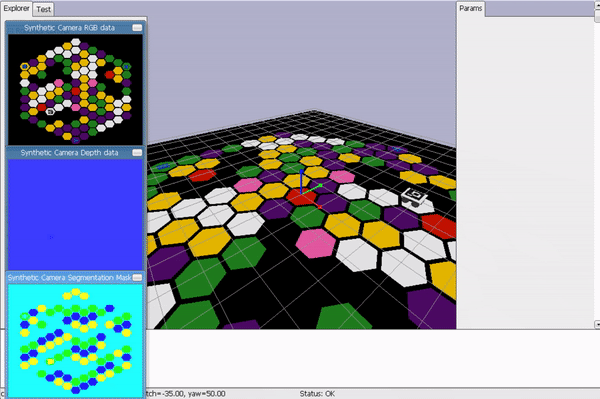 Explorer Test Params
Synthetic Camera RGB data
Synthetic Camera Depth data
Synthetic Camera Segmentation Mask
tch=-35.00, yaw=50.00 Status: OK